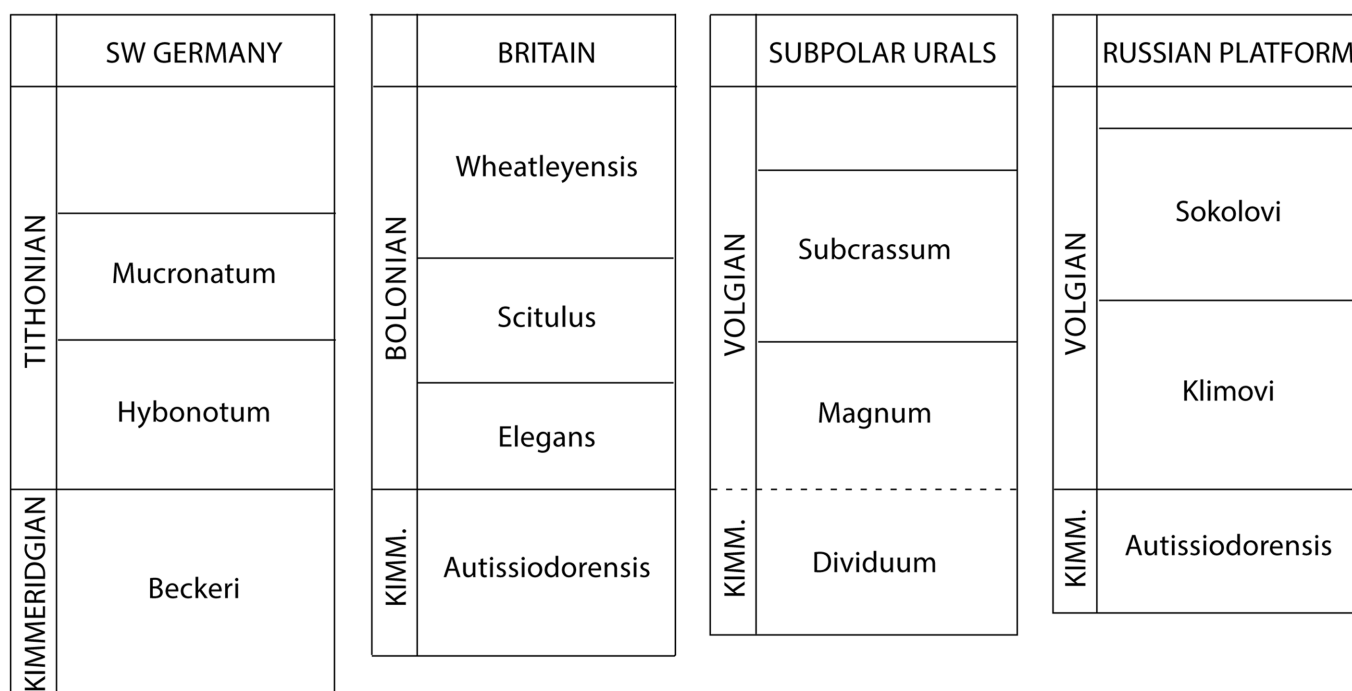 SW GERMANY
TITHONIAN
Mucronatum
Hybonotum
KIMMERIDGIAN
Beckeri
BRITAIN
BOLONIAN
Wheatleyensis
Scitulus
Elegans
KIMM.
Autissiodorensis
SUBPOLAR URALS
VOLGIAN
Subcrassum
Magnum
KIMM.
Dividuum
RUSSIAN PLATFORM
VOLGIAN
Sokolovi
Klimovi
KIMM.
Autissiodorensis